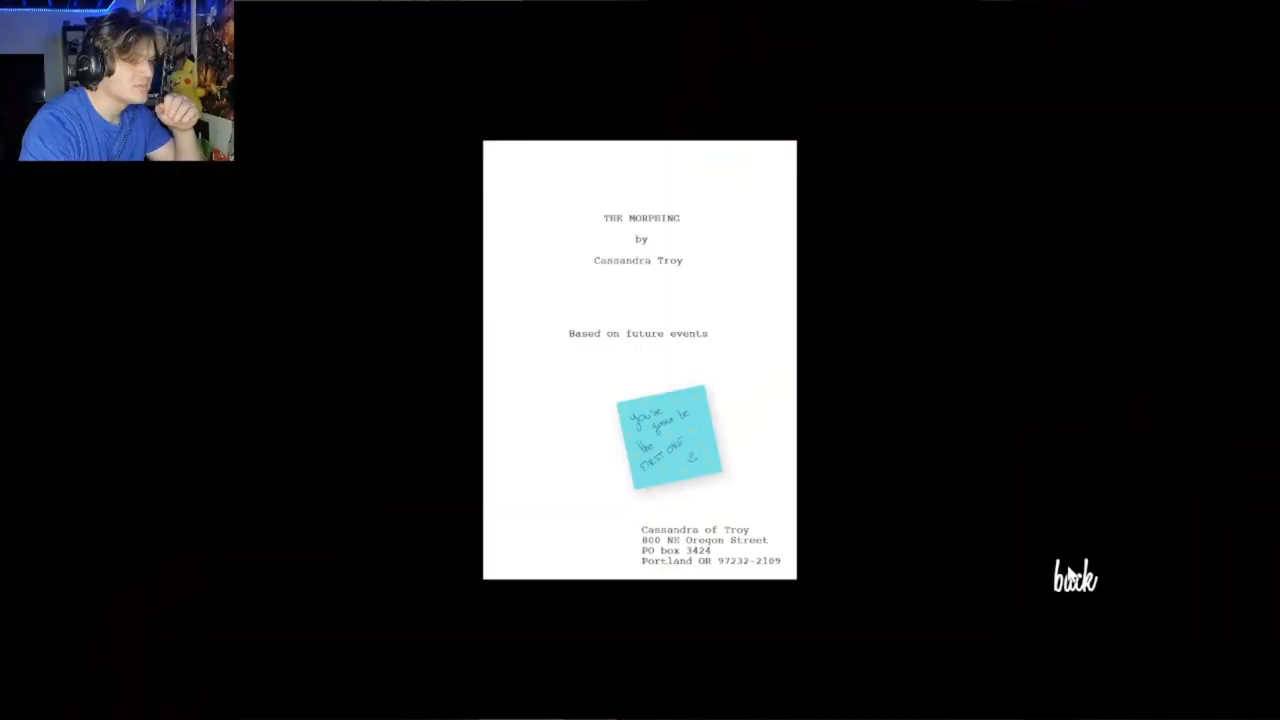 THE MORPHING
by
Cassandra Troy
Based on future events
you're
gonna be
the
FIRST ONE
Cassandra of Troy
800 NE Oregon Street
PO box 3424
Portland OR 97232-2109
back